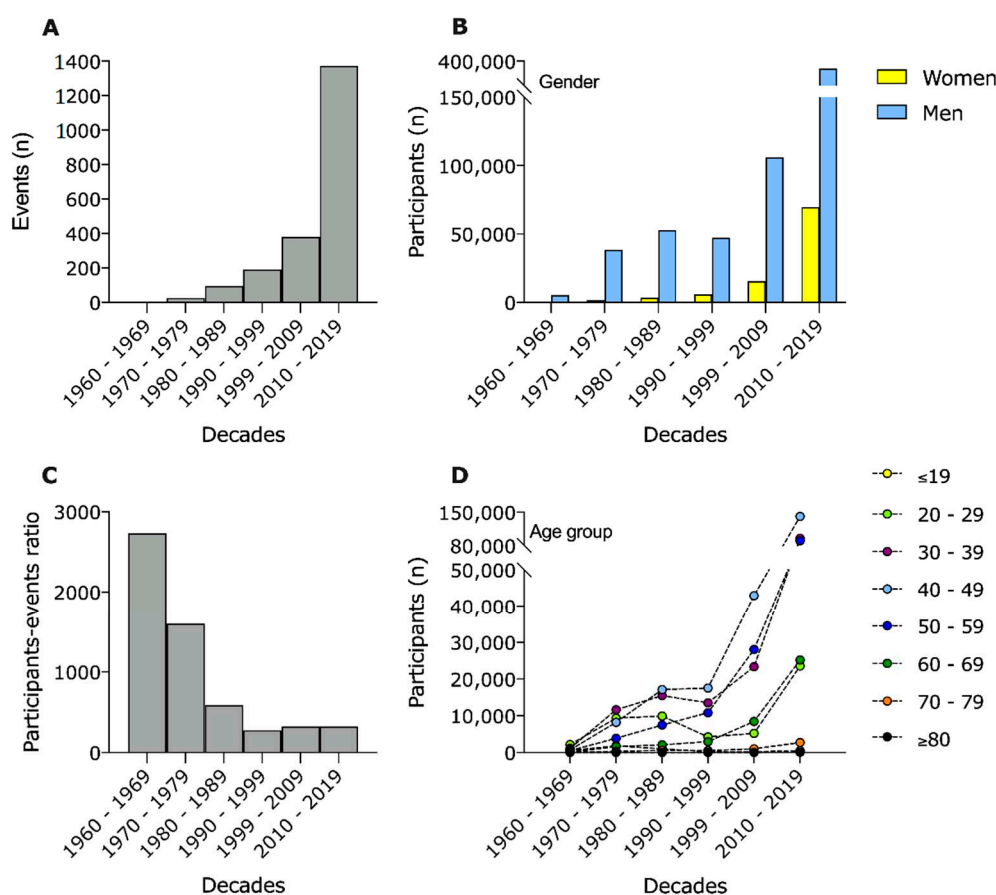 A
Events (n)
1400
1200
1000
800
600
400
200
0
1960 - 1969
1970 - 1979
1980 - 1989
1990 - 1999
1999 - 2009
2010 - 2019
Decades
B
Gender
Participants (n)
400,000
150,000
100,000
50,000
0
1960 - 1969
1970 - 1979
1980 - 1989
1990 - 1999
1999 - 2009
2010 - 2019
Decades
Women
Men
C
Participants-events ratio
3000
2000
1000
0
1960 - 1969
1970 - 1979
1980 - 1989
1990 - 1999
1999 - 2009
2010 - 2019
Decades
D
Age group
Participants (n)
150,000
80,000
50,000
40,000
30,000
20,000
10,000
0
1960 - 1969
1970 - 1979
1980 - 1989
1990 - 1999
1999 - 2009
2010 - 2019
Decades
≤19
20 - 29
30 - 39
40 - 49
50 - 59
60 - 69
70 - 79
≥80